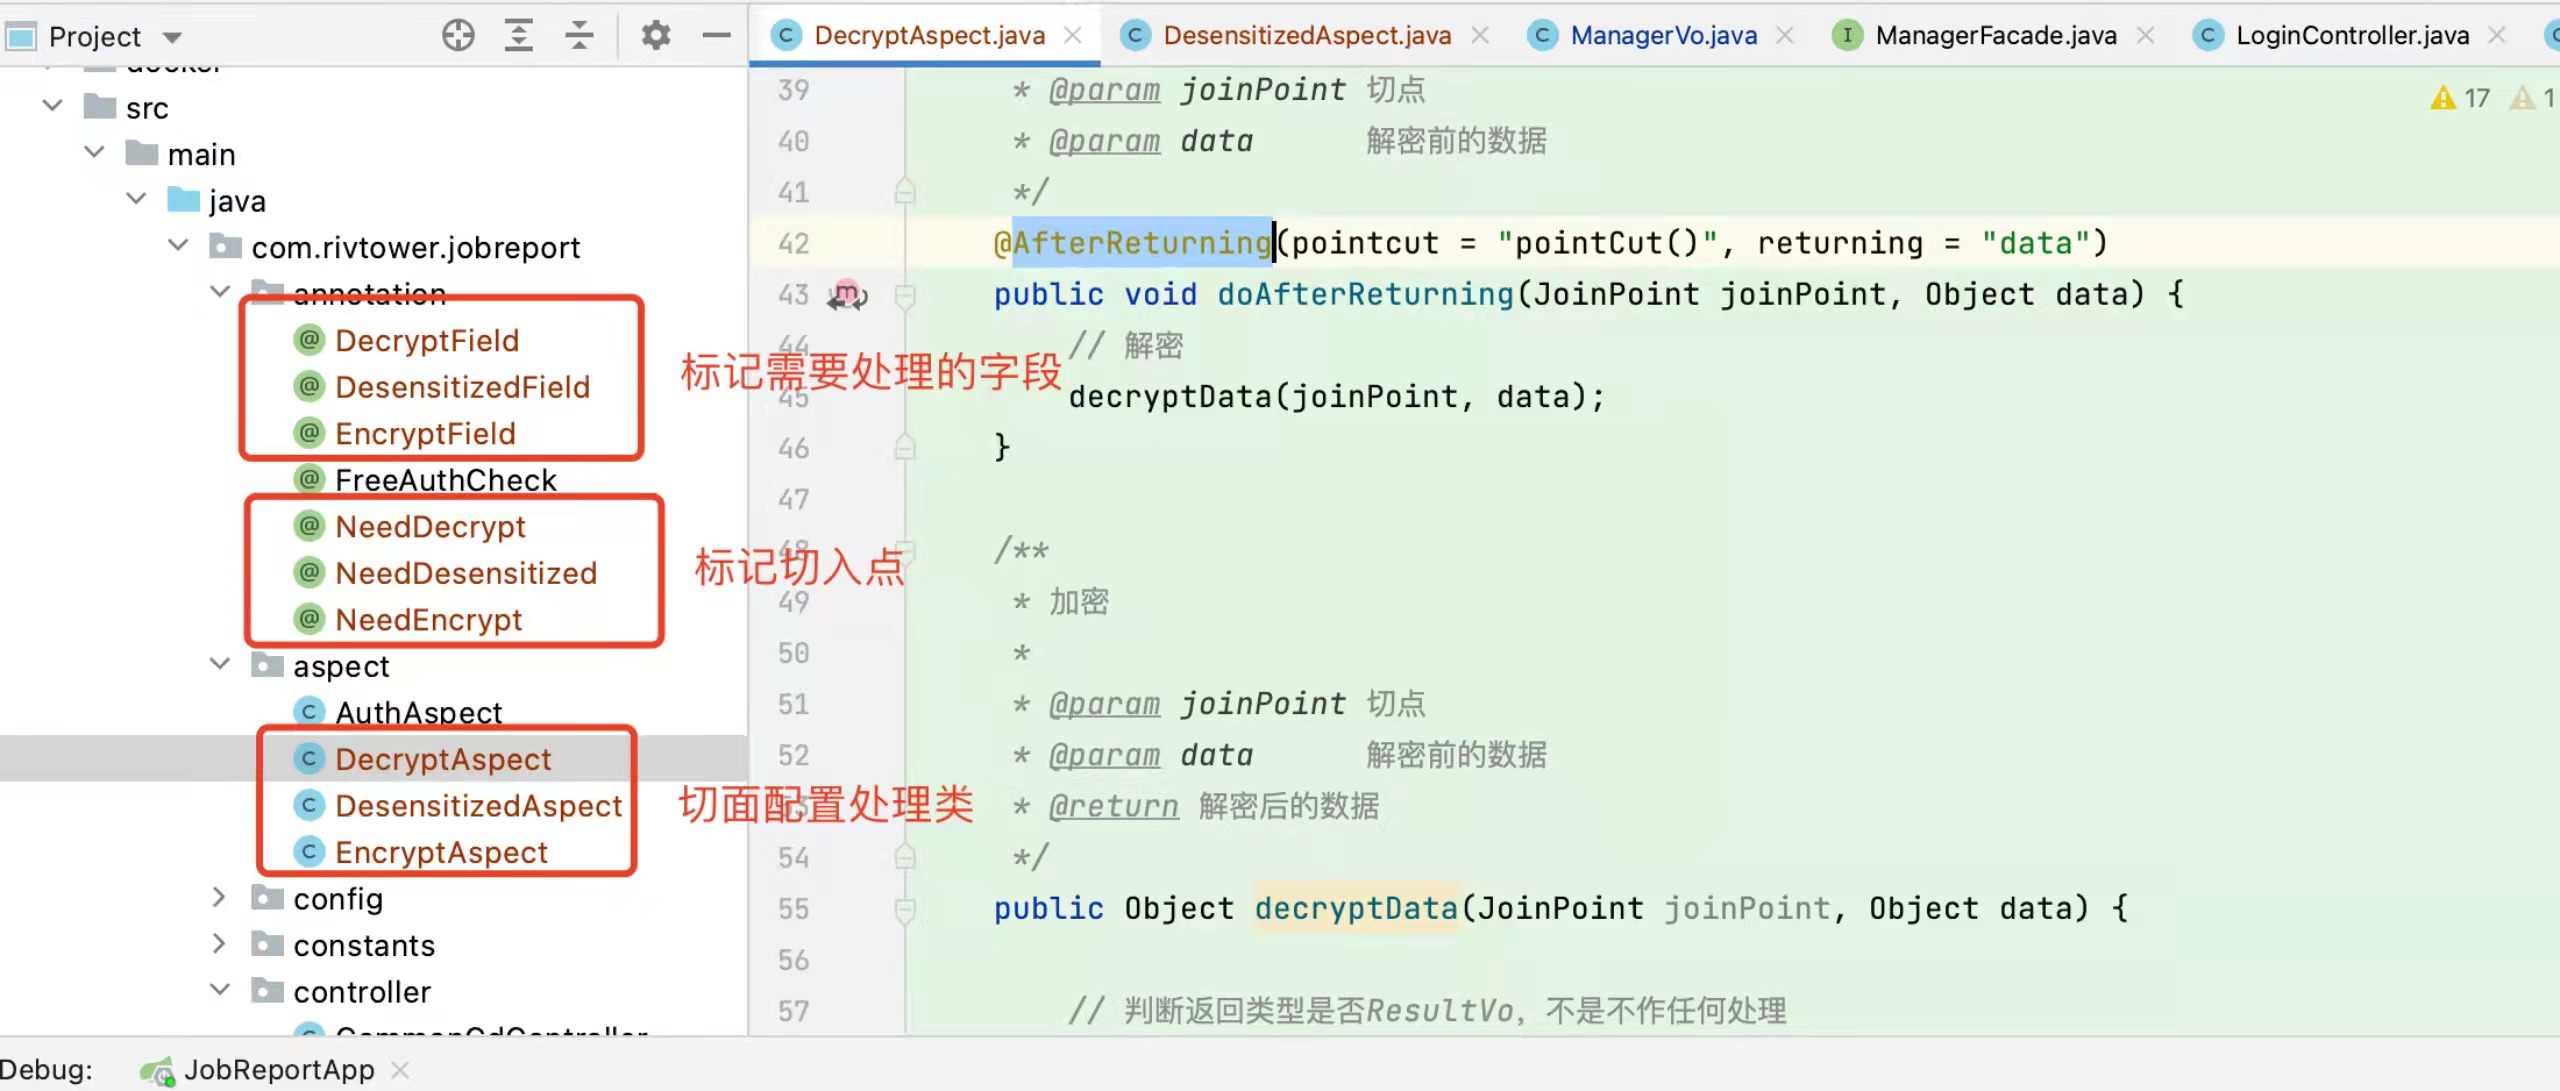 Project
DecryptAspect.java
DesensitizedAspect.java
ManagerVo.java
ManagerFacade.java
LoginController.java
docker
src
main
java
com.rivtower.jobreport
annotation
DecryptField
DesensitizedField
EncryptField
FreeAuthCheck
NeedDecrypt
NeedDesensitized
NeedEncrypt
aspect
AuthAspect
DecryptAspect
DesensitizedAspect
EncryptAspect
config
constants
controller
标记需要处理的字段
标记切入点
切面配置处理类
17 1
39 * @param joinPoint 切点
40 * @param data 解密前的数据
41 */
42 @AfterReturning(pointcut = "pointCut()", returning = "data")
43 public void doAfterReturning(JoinPoint joinPoint, Object data) {
44 // 解密
45 decryptData(joinPoint, data);
46 }
47
48 /**
49 * 加密
50 *
51 * @param joinPoint 切点
52 * @param data 解密前的数据
53 * @return 解密后的数据
54 */
55 public Object decryptData(JoinPoint joinPoint, Object data) {
56
57 // 判断返回类型是否ResultVo，不是不作任何处理
Debug: JobReportApp